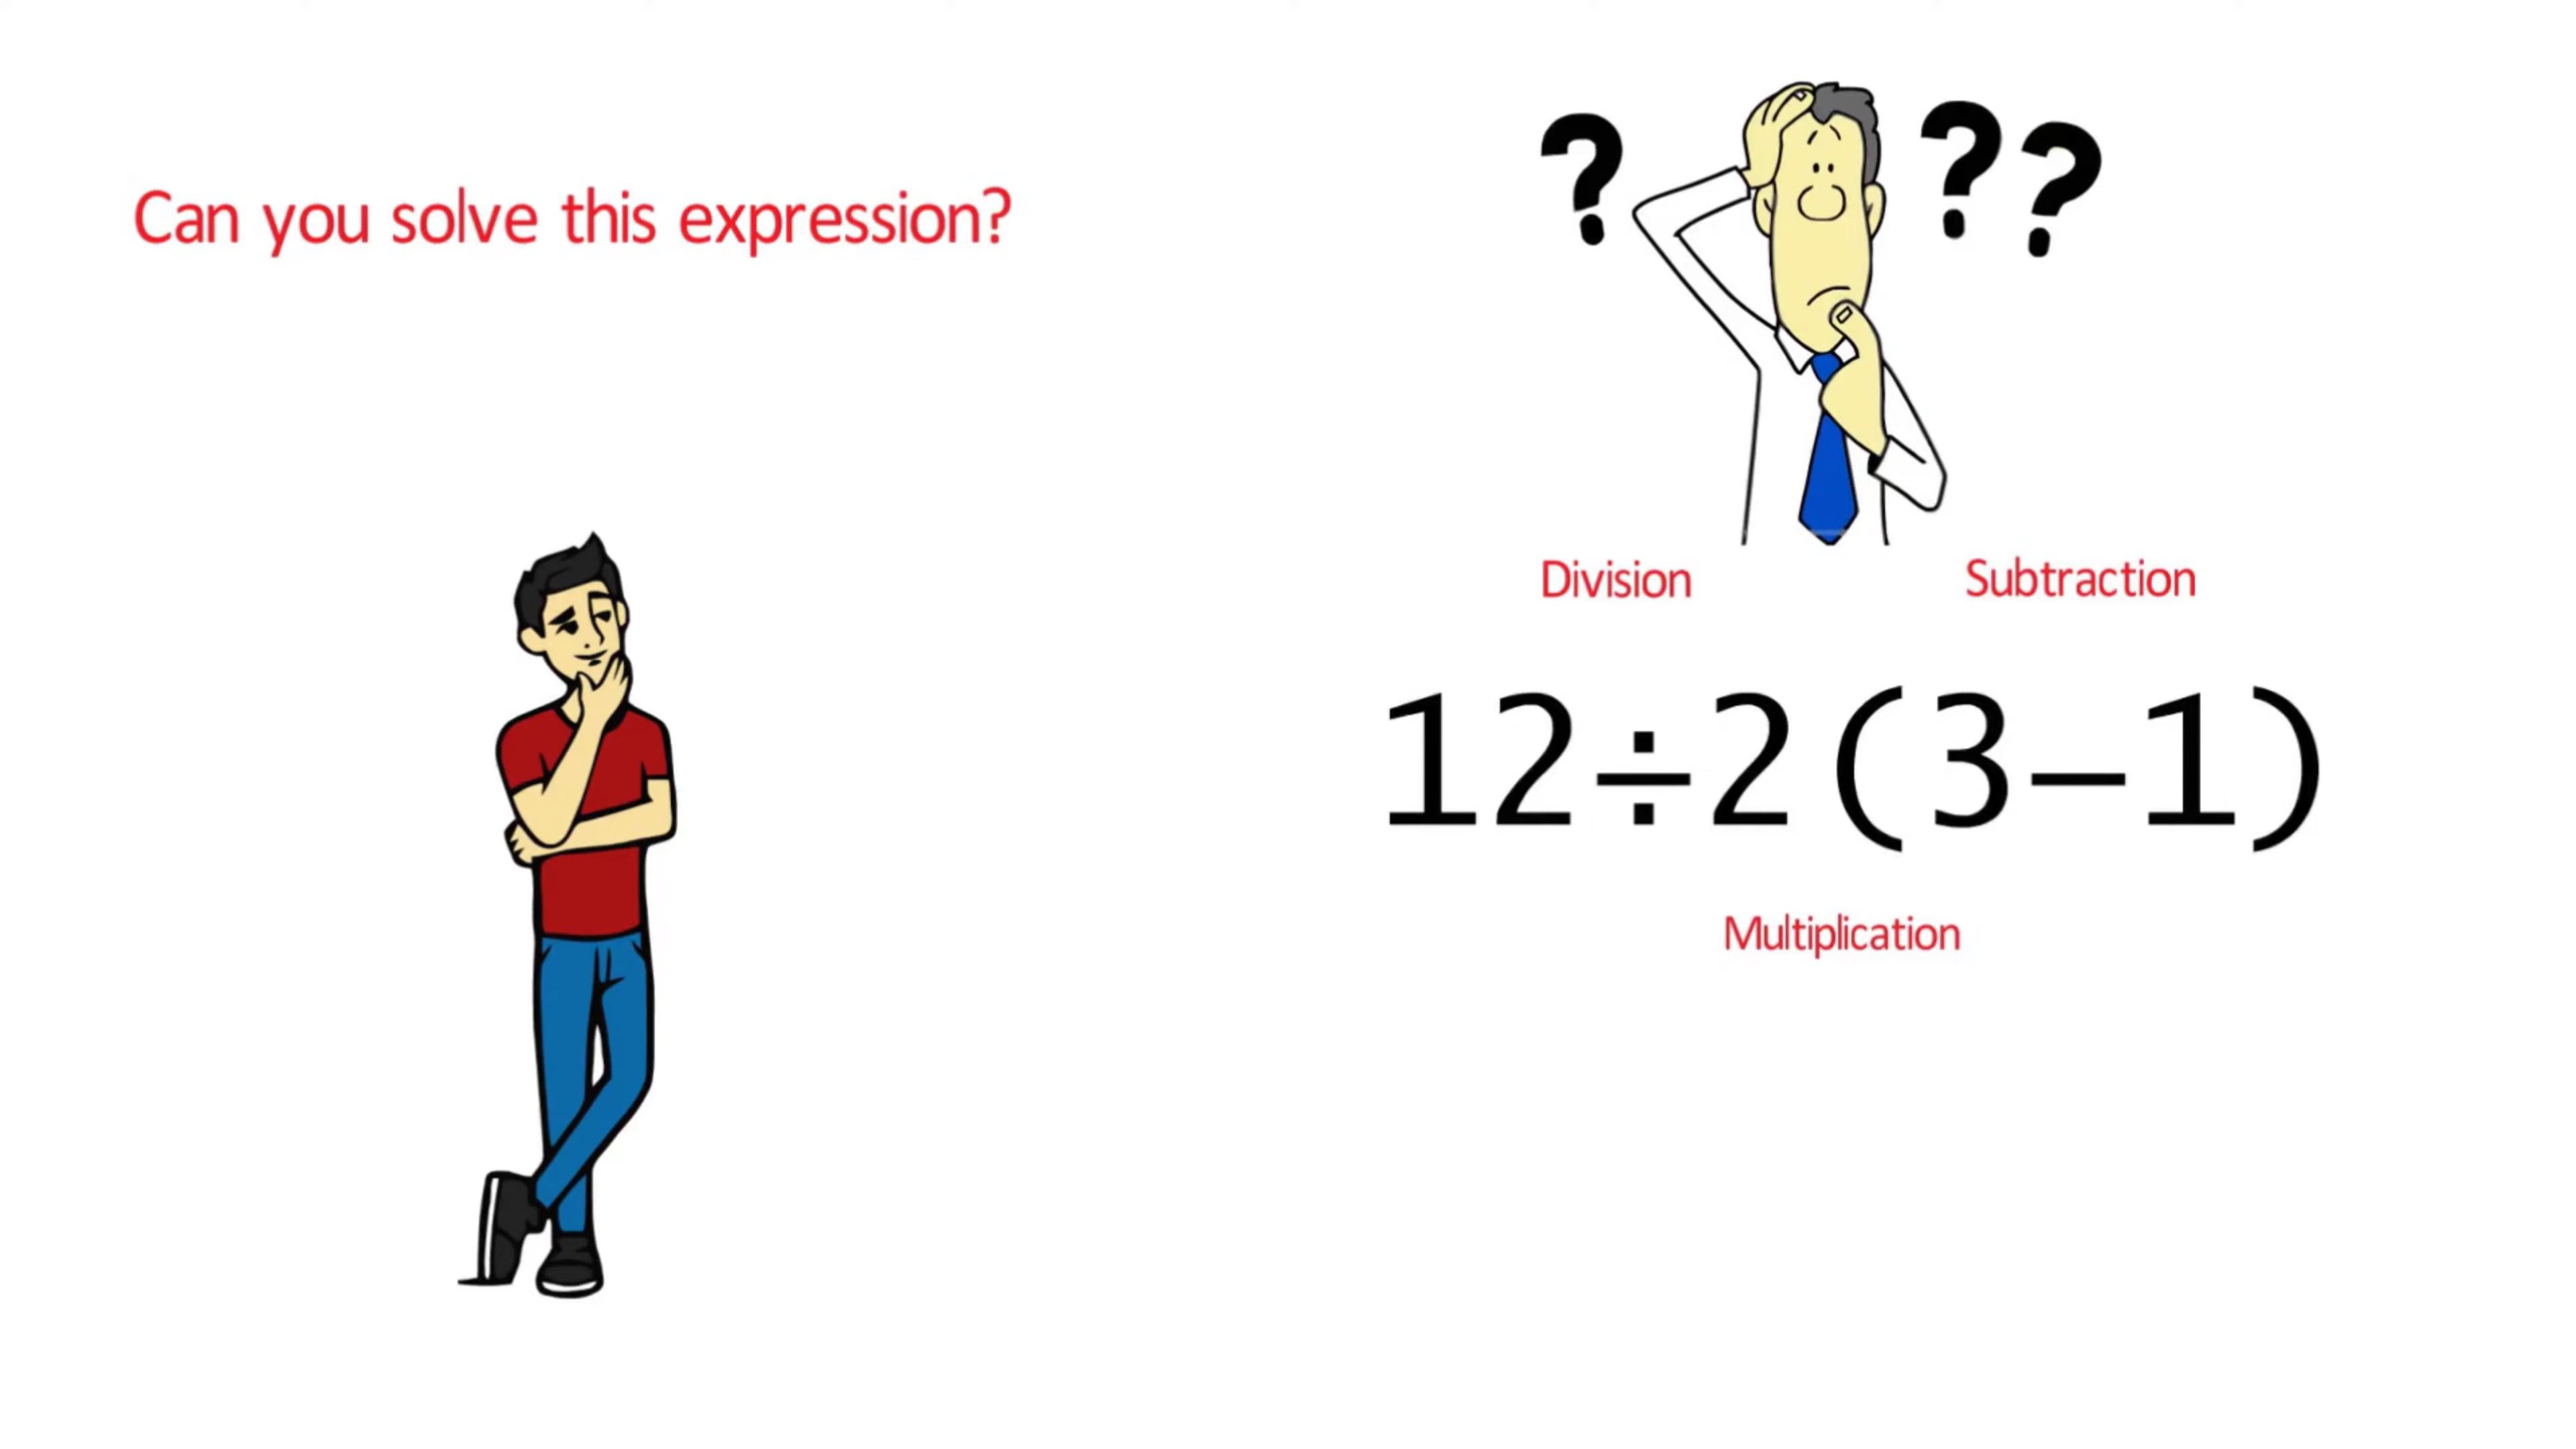 Can you solve this expression?
? ??
Division Subtraction
12÷2(3−1)
Multiplication